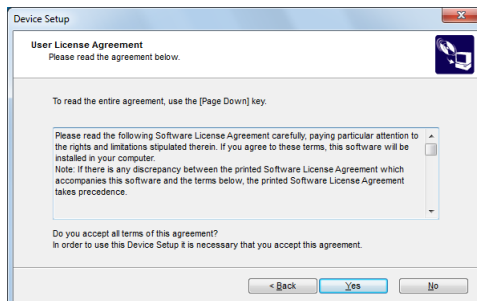 Device Setup
User License Agreement
Please read the agreement below.
To read the entire agreement, use the [Page Down] key.
Please read the following Software License Agreement carefully, paying particular attention to
the rights and limitations stipulated therein. If you agree to these terms, this software will be
installed in your computer.
Note: If there is any discrepancy between the printed Software License Agreement which
accompanies this software and the terms below, the printed Software License Agreement
takes precedence.
Do you accept all terms of this agreement?
In order to use this Device Setup it is necessary that you accept this agreement.
< Back Yes No